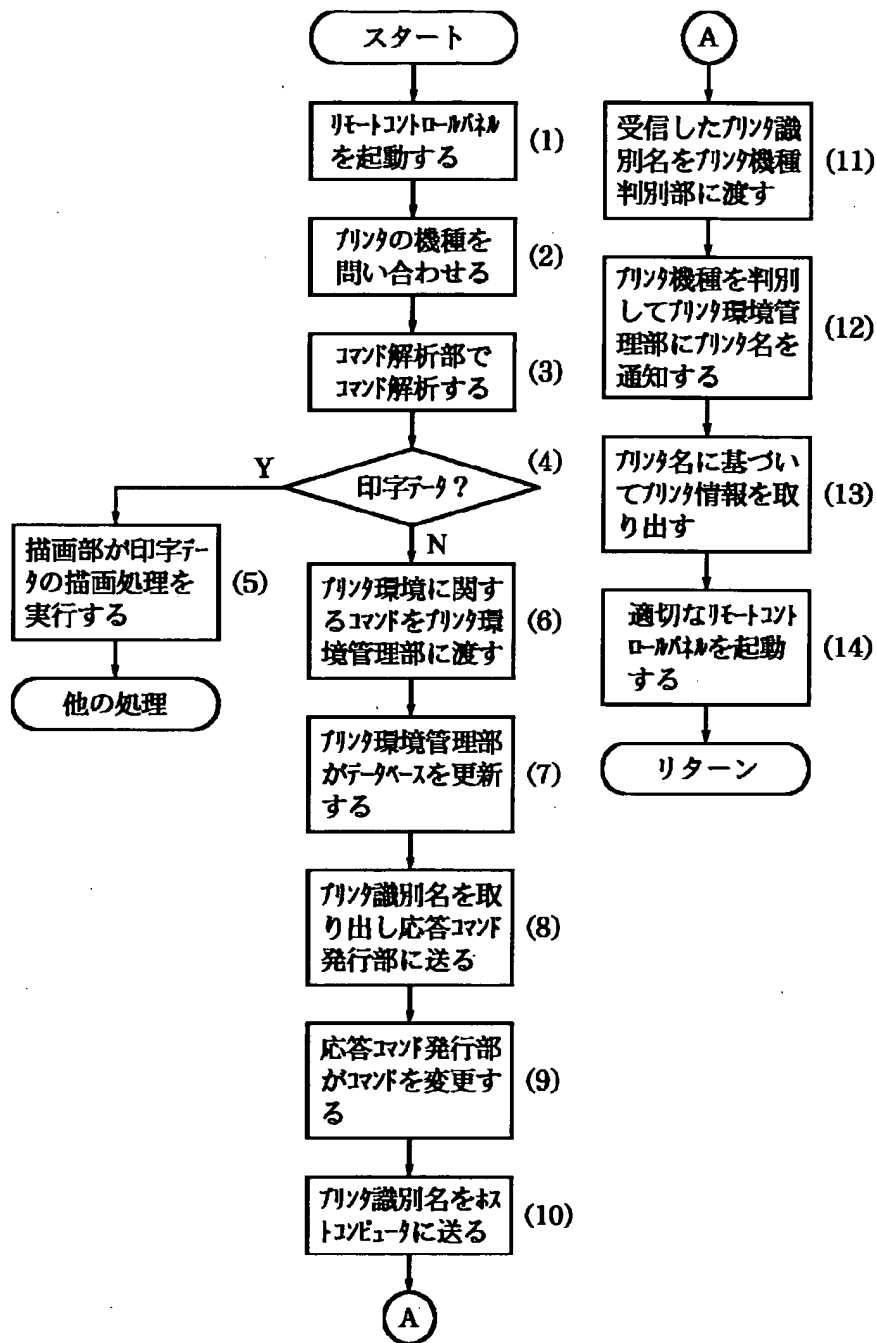 スタート
リモートコントロールパネル
を起動する
(1)
プリンタの機種を
問い合わせる
(2)
コマンド解析部で
コマンド解析する
(3)
(4)
印字データ?
Y
N
描画部が印字デー
タの描画処理を
実行する
(5)
他の処理
プリンタ環境に関す
るコマンドをプリンタ環
境管理部に渡す
(6)
プリンタ環境管理部
がデータベースを更新
する
(7)
プリンタ識別名を取
り出し応答コマンド
発行部に送る
(8)
応答コマンド発行部
がコマンドを変更す
る
(9)
プリンタ識別名をホス
トコンピュータに送る
(10)
A
A
受信したプリンタ識
別名をプリンタ機種
判別部に渡す
(11)
プリンタ機種を判別
してプリンタ環境管
理部にプリンタ名を
通知する
(12)
プリンタ名に基づい
てプリンタ情報を取
り出す
(13)
適切なリモートコント
ロールパネルを起動
する
(14)
リターン